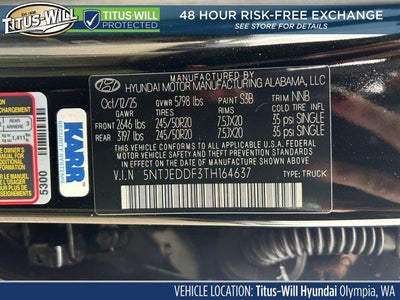 SINCE 1938
TITUS-WILL
TITUS-WILL PROTECTED
48 HOUR RISK-FREE EXCHANGE
SEE STORE FOR DETAILS
MANUFACTURED BY
HYUNDAI MOTOR MANUFACTURING ALABAMA, LLC
Oct/12/25 GVWR 5798 lbs PAINT S3B TRIM NNB
GAWR TIRES RIMS COLD TIRE INFL
FRONT 2646 lbs 245/50R20 7.5JX20 35 psi SINGLE
REAR 3197 lbs 245/50R20 7.5JX20 35 psi SINGLE
THIS VEHICLE CONFORMS TO ALL APPLICABLE U.S.A. FEDERAL
MOTOR VEHICLE SAFETY, BUMPER, AND THEFT PREVENTION STANDARDS
IN EFFECT ON THE DATE OF MANUFACTURE SHOWN ABOVE.
V.I.N 5NTJEDDF3TH164637 TYPE: TRUCK
KARR
5300
VEHICLE LOCATION: Titus-Will Hyundai Olympia, WA